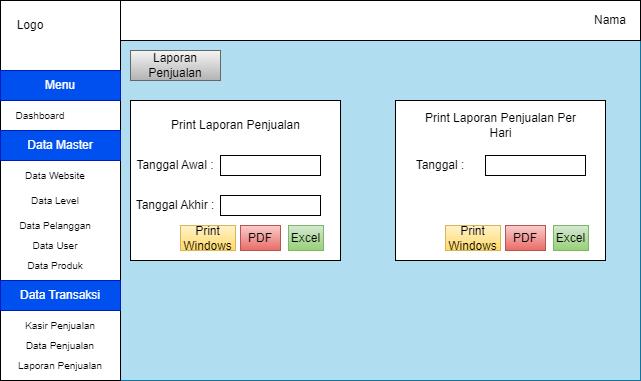 Logo
Nama
Menu
Dashboard
Data Master
Data Website
Data Level
Data Pelanggan
Data User
Data Produk
Data Transaksi
Kasir Penjualan
Data Penjualan
Laporan Penjualan
Laporan
Penjualan
Print Laporan Penjualan
Tanggal Awal :
Tanggal Akhir :
Print
Windows
PDF
Excel
Print Laporan Penjualan Per
Hari
Tanggal :
Print
Windows
PDF
Excel